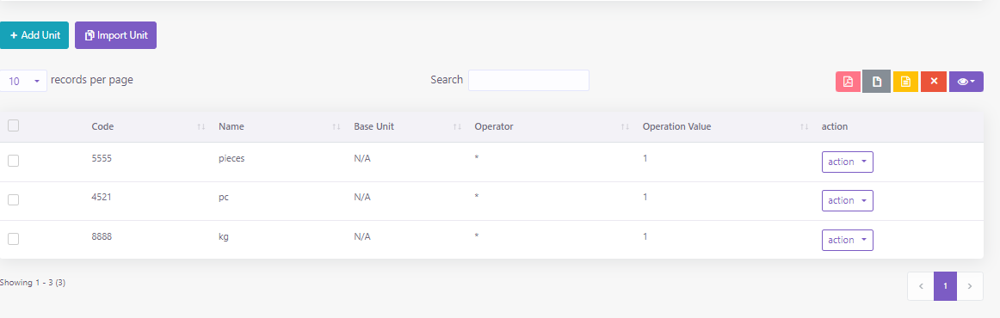 + Add Unit Import Unit
10 records per page Search
Code Name Base Unit Operator Operation Value action
5555 pieces N/A * 1 action
4521 pc N/A * 1 action
8888 kg N/A * 1 action
Showing 1 - 3 (3)
< 1 >